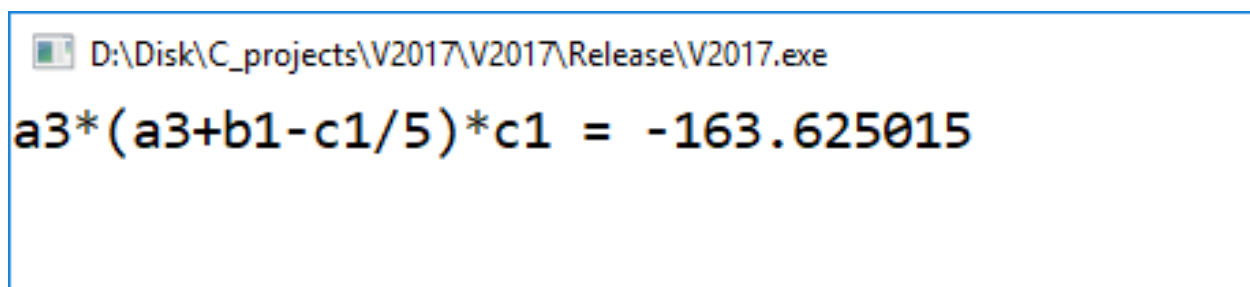 D:\Disk\C_projects\V2017\V2017\Release\V2017.exe
a3*(a3+b1-c1/5)*c1 = -163.625015